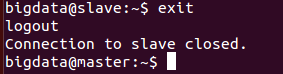 bigdata@slave:~$ exit
logout
Connection to slave closed.
bigdata@master:~$